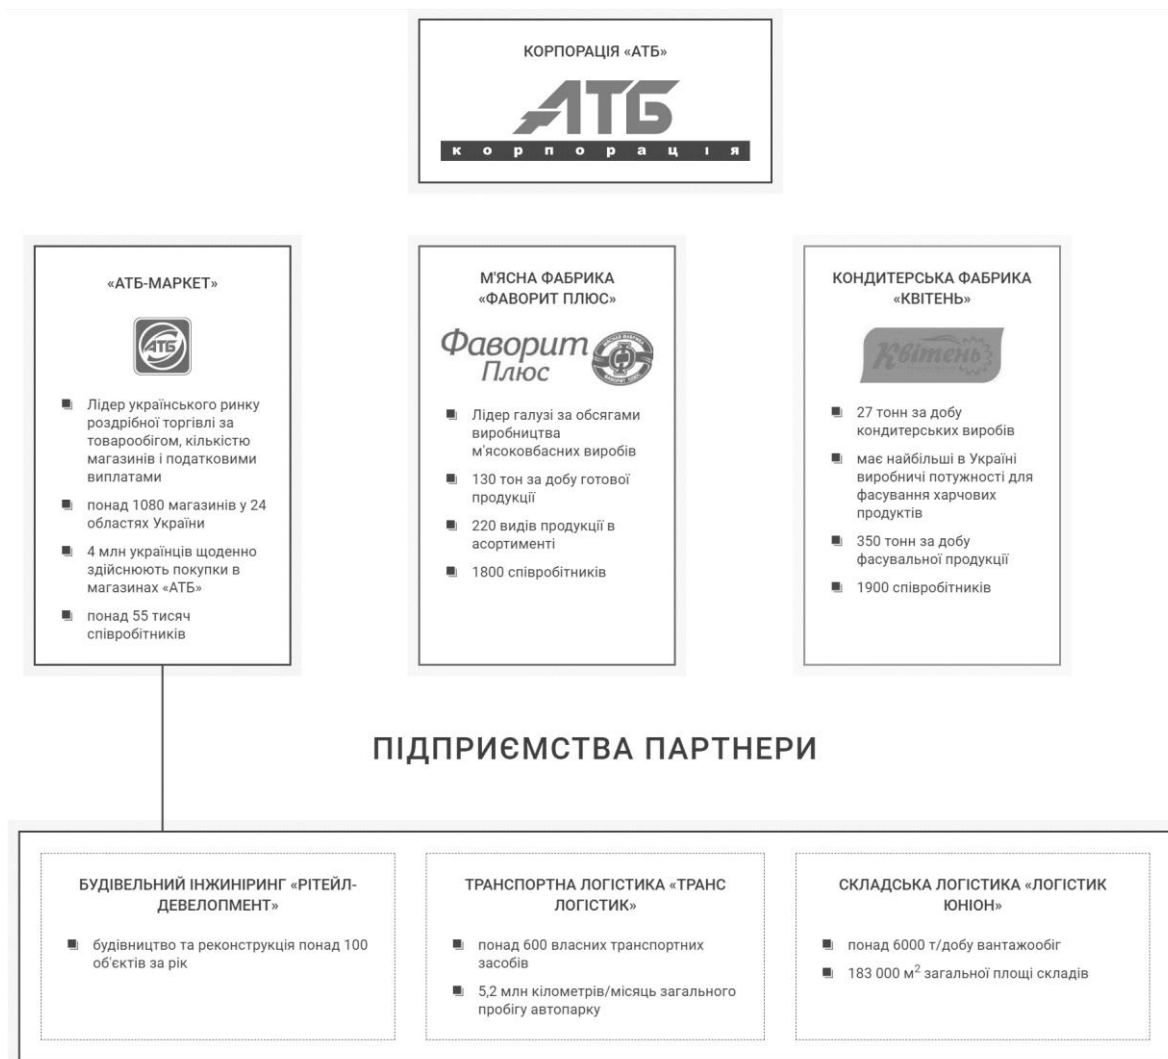 КОРПОРАЦІЯ «АТБ»
АТБ
корпорація
«АТБ-МАРКЕТ»
АТБ
Лідер українського ринку
роздрібної торгівлі за
товарообігом, кількістю
магазинів і податковими
виплатами
понад 1080 магазинів у 24
областях України
4 млн українців щоденно
здійснюють покупки в
магазинах «АТБ»
понад 55 тисяч
співробітників
М'ЯСНА ФАБРИКА
«ФАВОРИТ ПЛЮС»
Фаворит
Плюс
М'ЯСНА ФАБРИКА
ФАВОРИТ ПЛЮС
Лідер галузі за обсягами
виробництва
м'ясоковбасних виробів
130 тон за добу готової
продукції
220 видів продукції в
асортименті
1800 співробітників
КОНДИТЕРСЬКА ФАБРИКА
«КВІТЕНЬ»
Квітень
27 тонн за добу
кондитерських виробів
має найбільші в Україні
виробничі потужності для
фасування харчових
продуктів
350 тонн за добу
фасувальної продукції
1900 співробітників
ПІДПРИЄМСТВА ПАРТНЕРИ
БУДІВЕЛЬНИЙ ІНЖИНІРИНГ «РІТЕЙЛ-
ДЕВЕЛОПМЕНТ»
будівництво та реконструкція понад 100
об'єктів за рік
ТРАНСПОРТНА ЛОГІСТИКА «ТРАНС
ЛОГІСТИК»
понад 600 власних транспортних
засобів
5,2 млн кілометрів/місяць загального
пробігу автопарку
СКЛАДСЬКА ЛОГІСТИКА «ЛОГІСТИК
ЮНІОН»
понад 6000 т/добу вантажообіг
183 000 м² загальної площі складів